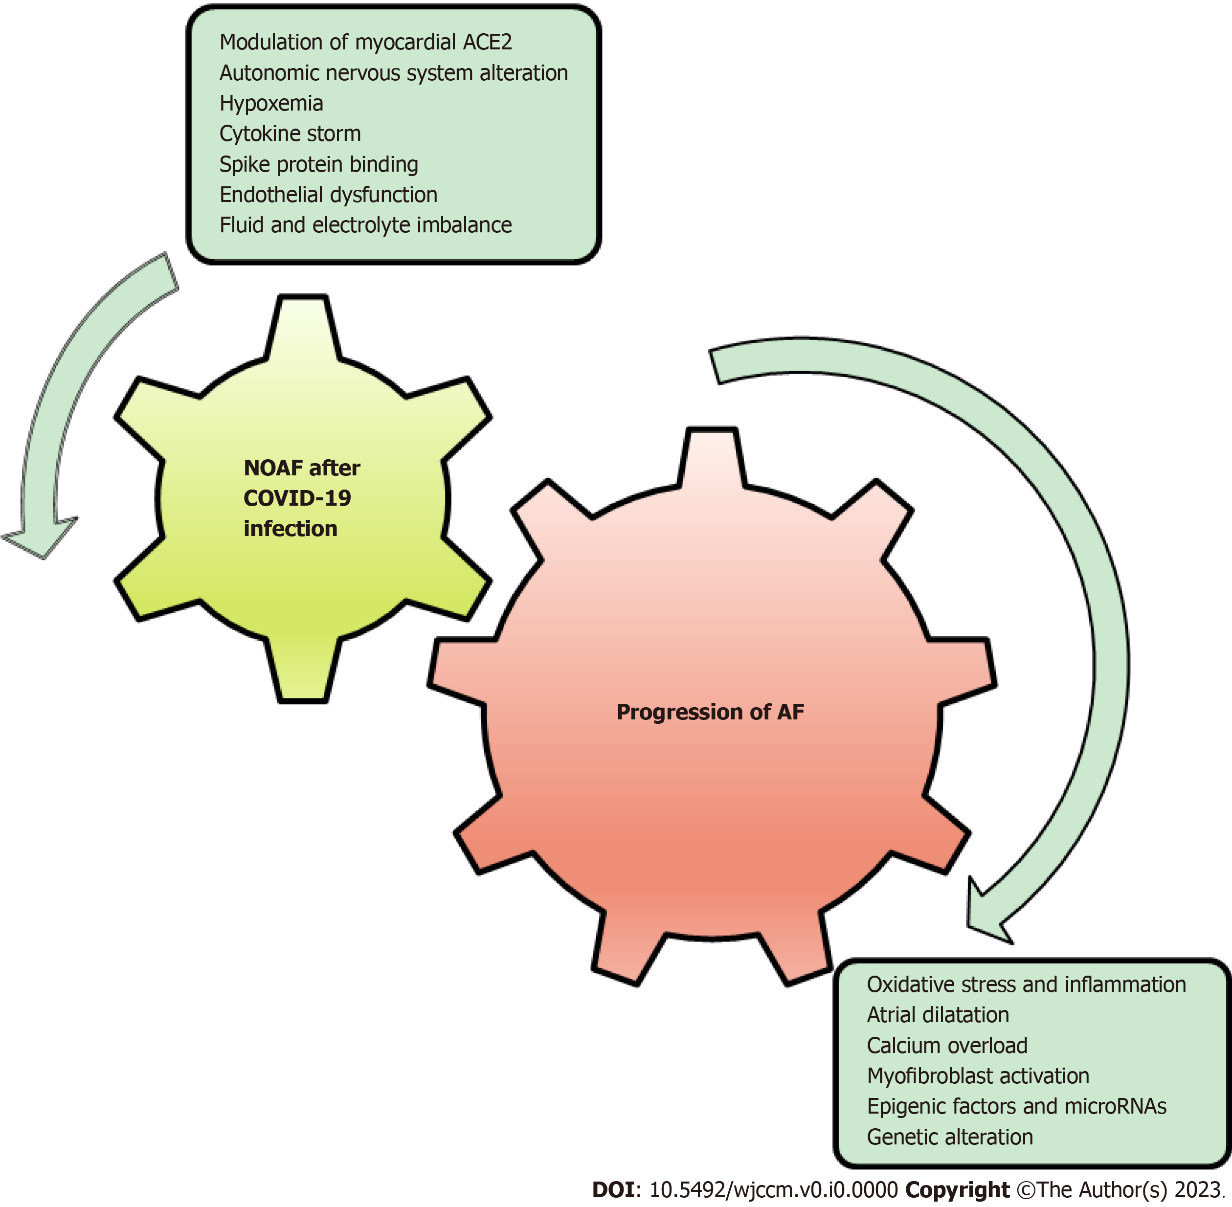 Modulation of myocardial ACE2
Autonomic nervous system alteration
Hypoxemia
Cytokine storm
Spike protein binding
Endothelial dysfunction
Fluid and electrolyte imbalance
NOAF after
COVID-19
infection
Progression of AF
Oxidative stress and inflammation
Atrial dilatation
Calcium overload
Myofibroblast activation
Epigenic factors and microRNAs
Genetic alteration
DOI: 10.5492/wjccm.v0.i0.0000 Copyright ©The Author(s) 2023.